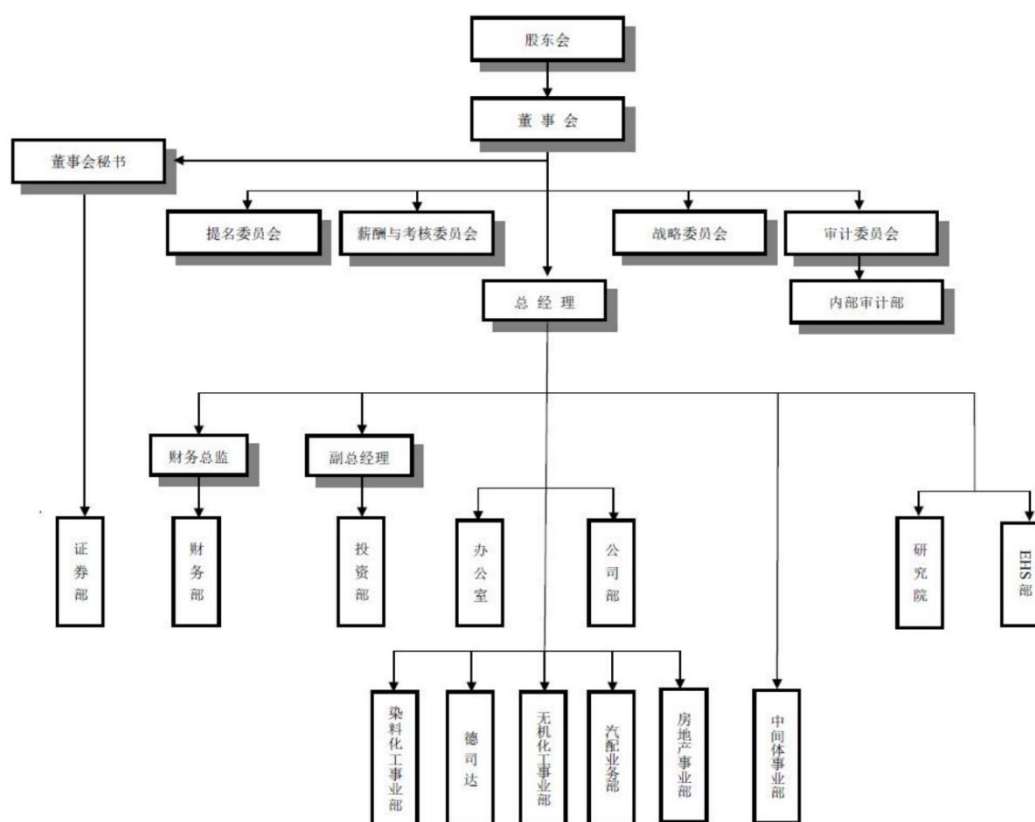 股东会
董 事 会
董事会秘书
提名委员会
薪酬与考核委员会
战略委员会
审计委员会
总 经 理
内部审计部
财务总监
副总经理
证券部
财务部
投资部
办公室
公司部
研究院
EHS部
染料化工事业部
德司达
无机化工事业部
汽配业务部
房地产事业部
中间体事业部